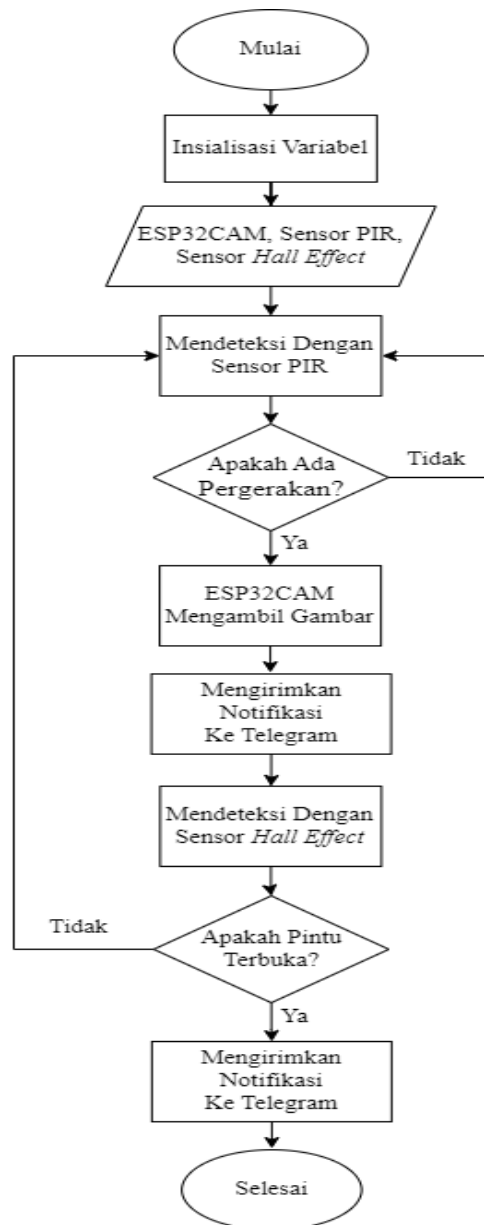 Mulai
Insialisasi Variabel
ESP32CAM, Sensor PIR,
Sensor Hall Effect
Mendeteksi Dengan
Sensor PIR
Apakah Ada
Pergerakan?
Tidak
Ya
ESP32CAM
Mengambil Gambar
Mengirimkan
Notifikasi
Ke Telegram
Mendeteksi Dengan
Sensor Hall Effect
Tidak
Apakah Pintu
Terbuka?
Ya
Mengirimkan
Notifikasi
Ke Telegram
Selesai